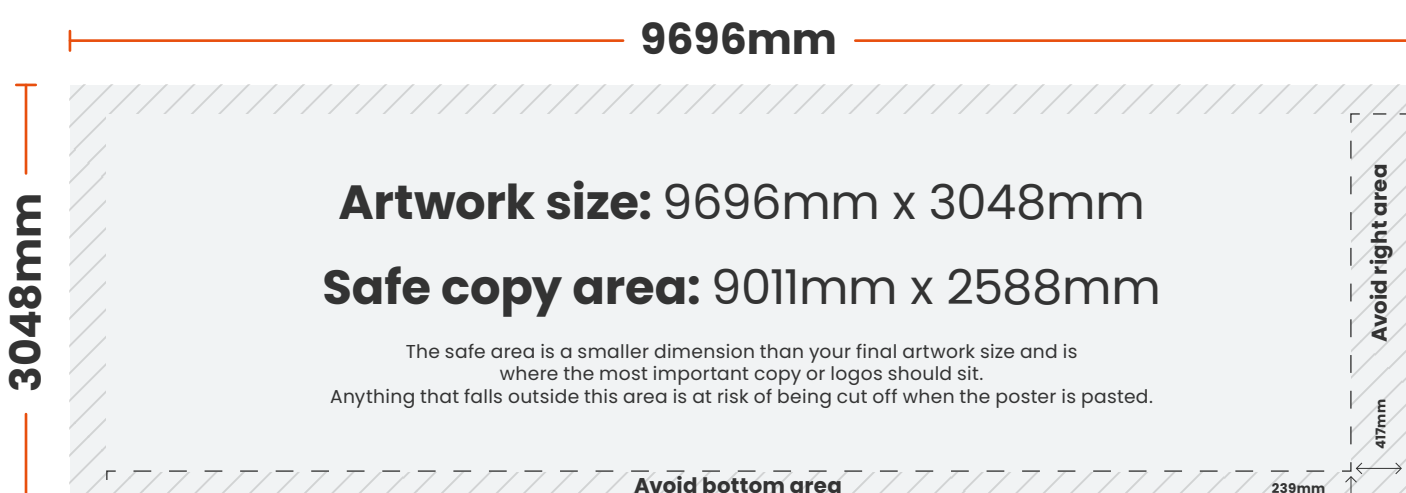 9696mm
3048mm
Artwork size: 9696mm x 3048mm
Safe copy area: 9011mm x 2588mm
The safe area is a smaller dimension than your final artwork size and is
where the most important copy or logos should sit.
Anything that falls outside this area is at risk of being cut off when the poster is pasted.
Avoid right area
417mm
Avoid bottom area
239mm